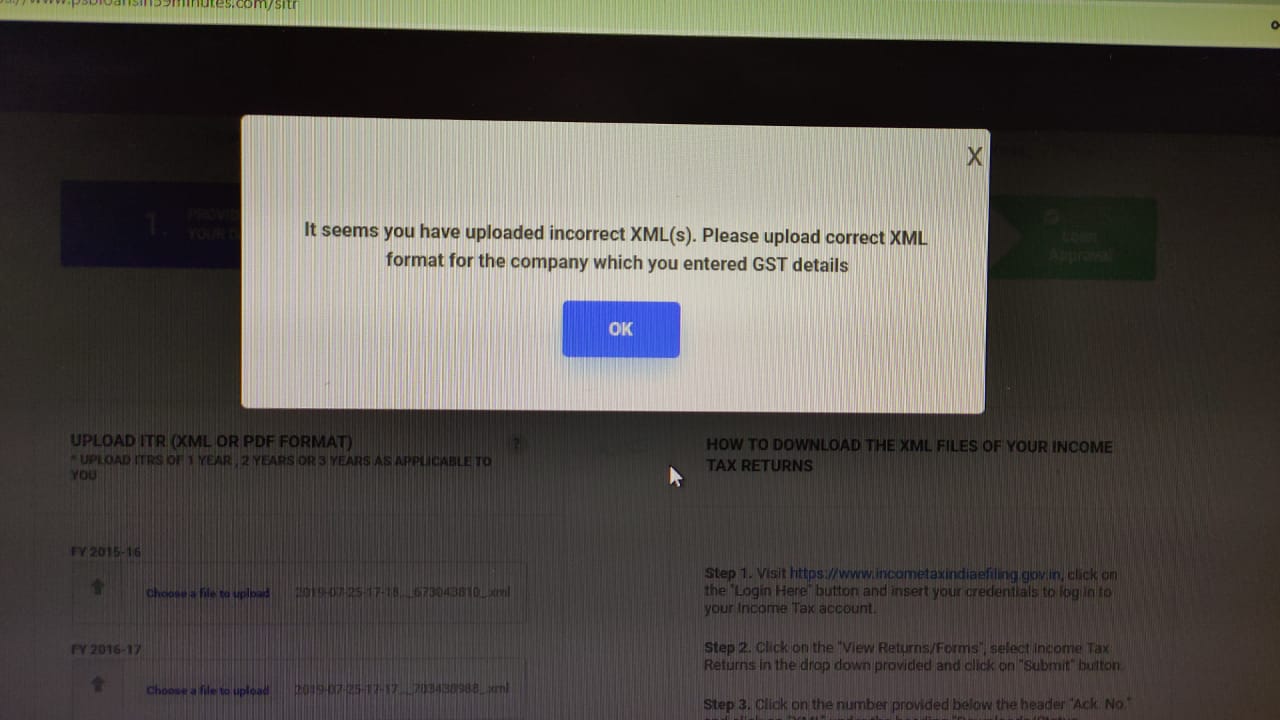 www.psbloansin59minutes.com/sitr
X
1.
PROVID
YOUR D
Loan
Approval
It seems you have uploaded incorrect XML(s). Please upload correct XML
format for the company which you entered GST details
OK
UPLOAD ITR (XML OR PDF FORMAT)
?
* UPLOAD ITRS OF 1 YEAR , 2 YEARS OR 3 YEARS AS APPLICABLE TO
YOU
FY 2015-16
Choose a file to upload
2019-07-25-17-18..._673043810_.xml
FY 2016-17
Choose a file to upload
2019-07-25-17-17..._703438988_.xml
HOW TO DOWNLOAD THE XML FILES OF YOUR INCOME
TAX RETURNS
Step 1. Visit https://www.incometaxindiaefiling.gov.in, click on
the "Login Here" button and insert your credentials to log in to
your Income Tax account.
Step 2. Click on the "View Returns/Forms", select Income Tax
Returns in the drop down provided and click on "Submit" button.
Step 3. Click on the number provided below the header "Ack. No."